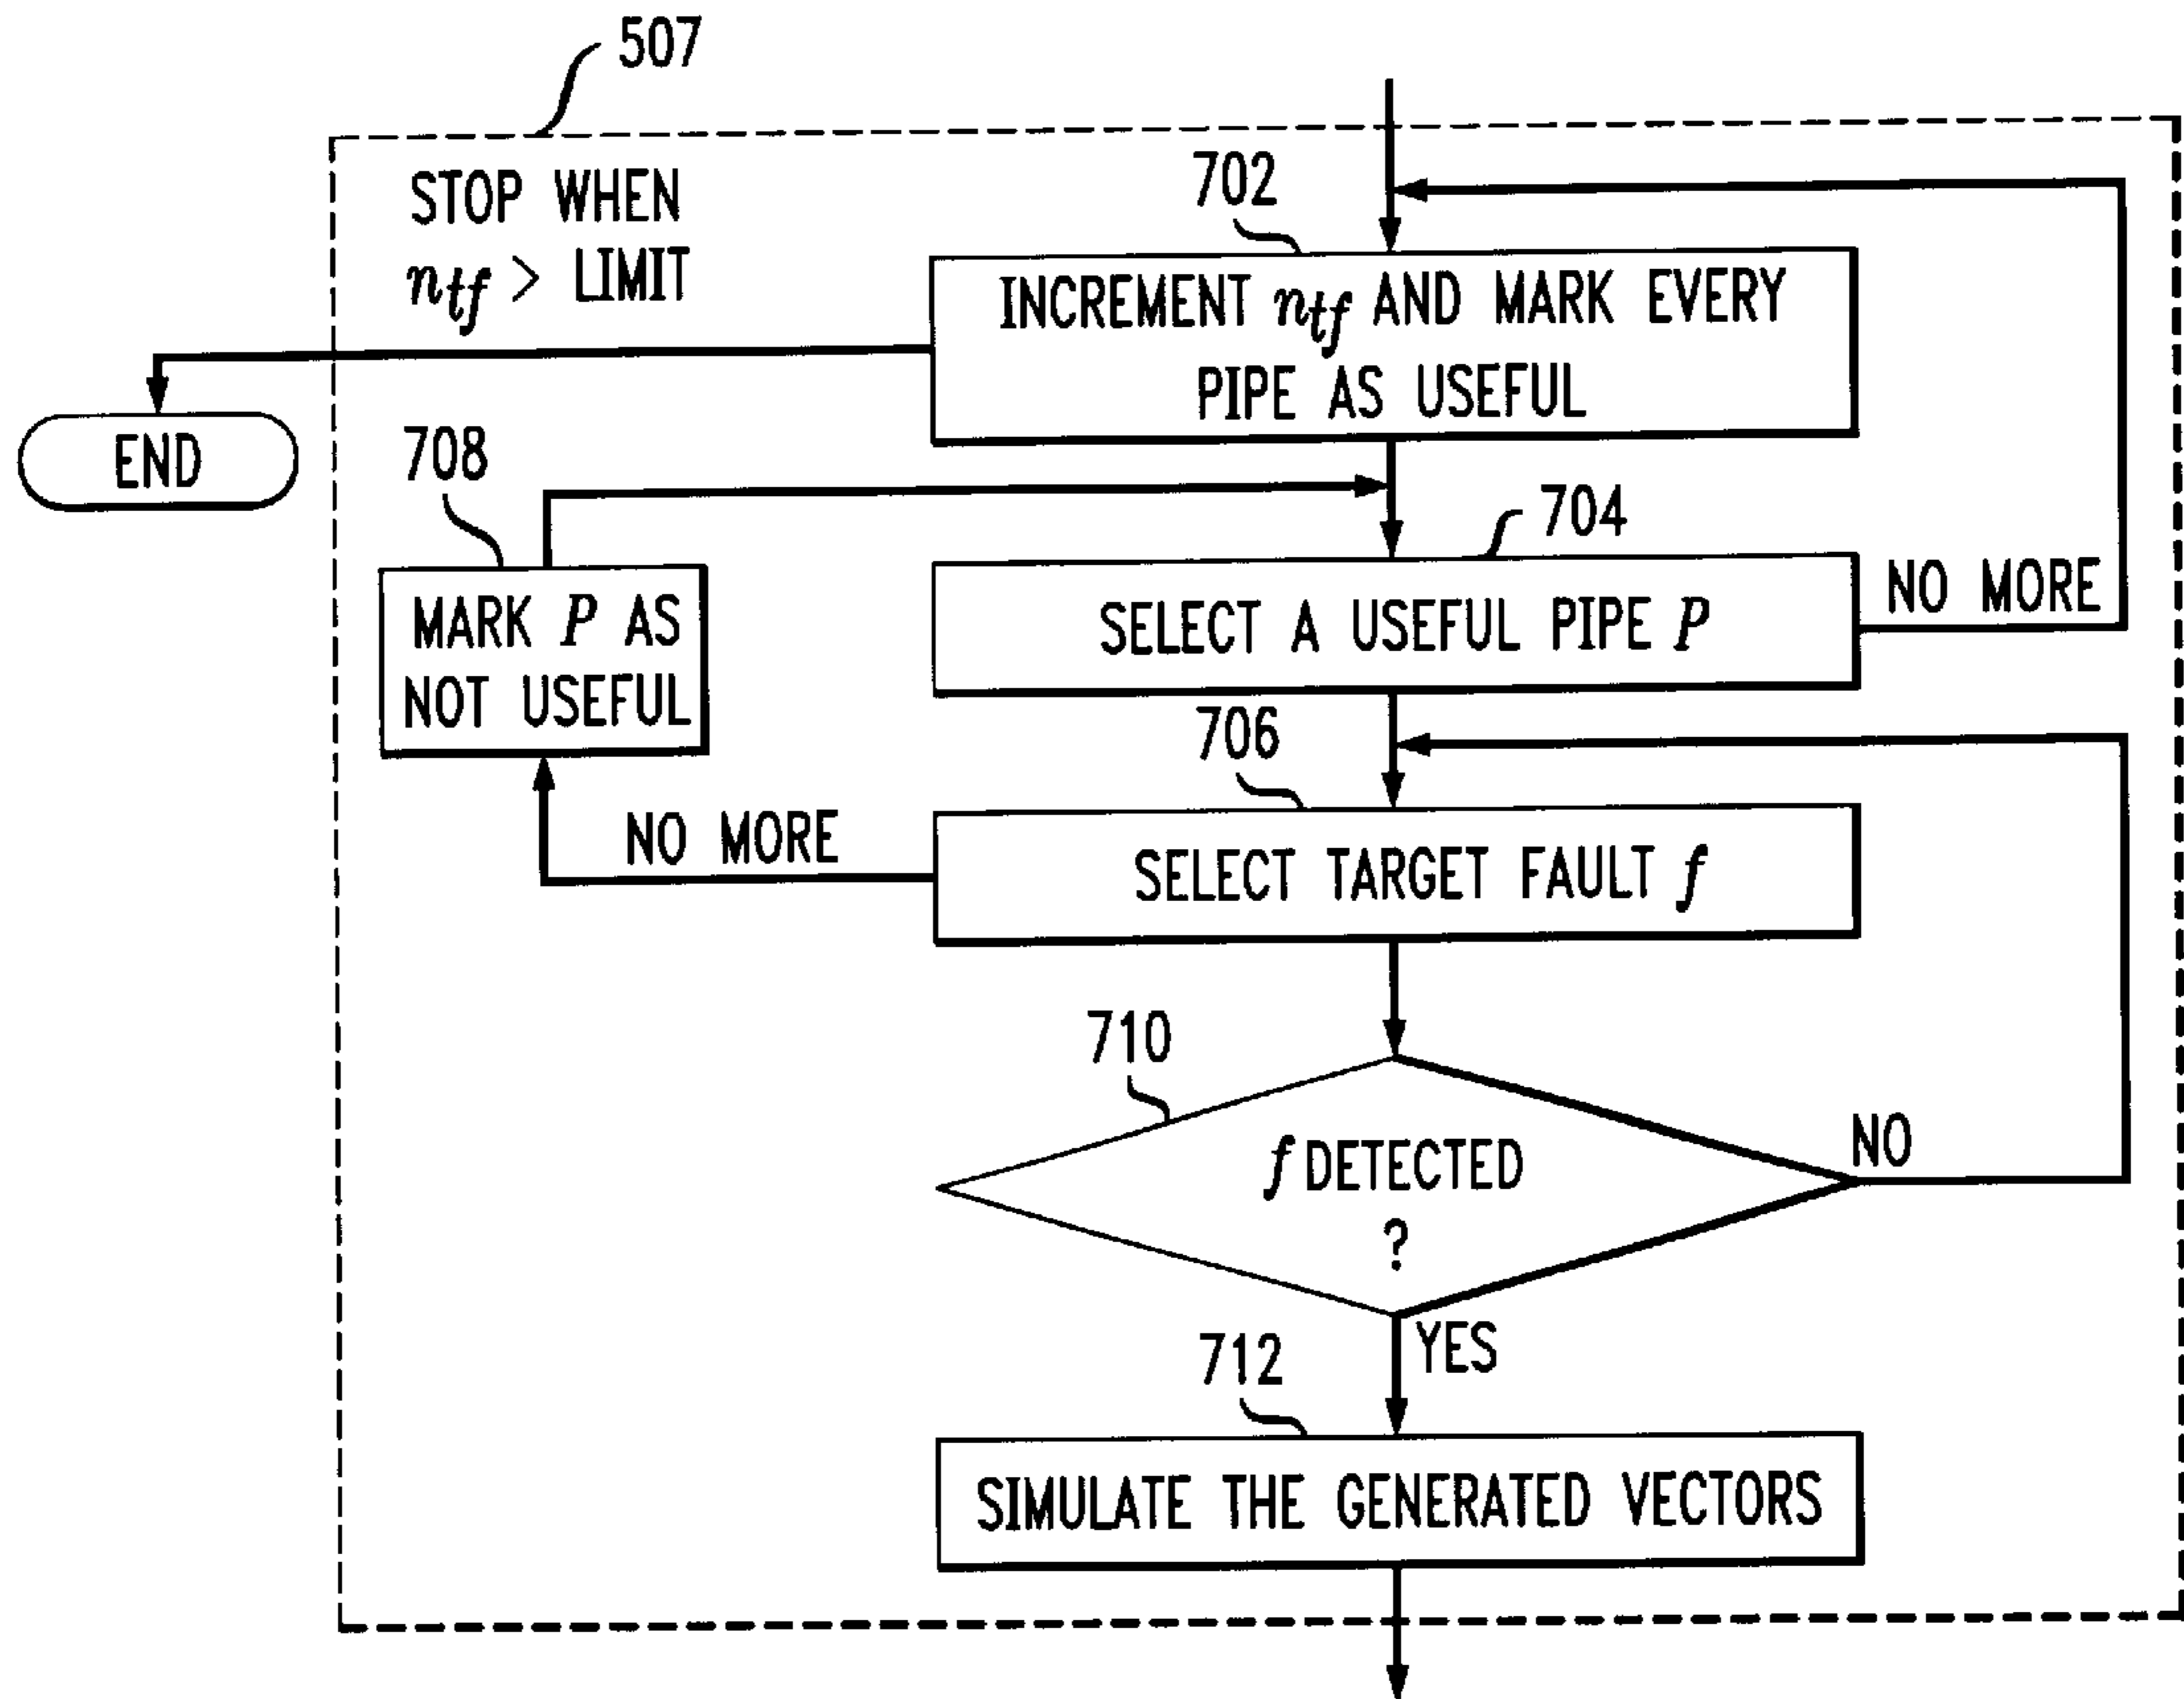 507
STOP WHEN
n_tf > LIMIT
702
INCREMENT n_tf AND MARK EVERY
PIPE AS USEFUL
END
708
MARK P AS
NOT USEFUL
704
SELECT A USEFUL PIPE P
NO MORE
706
SELECT TARGET FAULT f
NO MORE
710
f DETECTED
?
NO
YES
712
SIMULATE THE GENERATED VECTORS